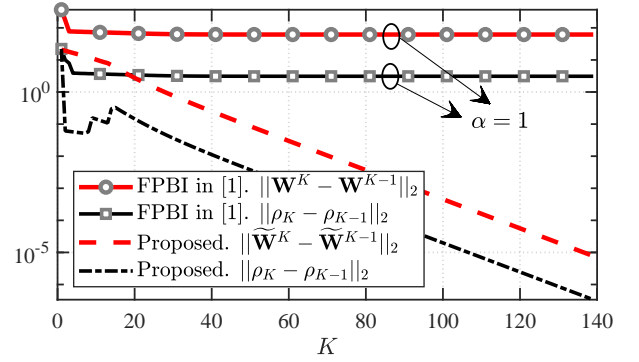 10^0
10^-5
α = 1
FPBI in [1]. ||W^K − W^{K−1}||_2
FPBI in [1]. ||ρ_K − ρ_{K−1}||_2
Proposed. ||W̃^K − W̃^{K−1}||_2
Proposed. ||ρ_K − ρ_{K−1}||_2
0 20 40 60 80 100 120 140
K